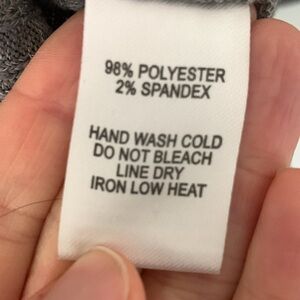 98% POLYESTER
2% SPANDEX
HAND WASH COLD
DO NOT BLEACH
LINE DRY
IRON LOW HEAT